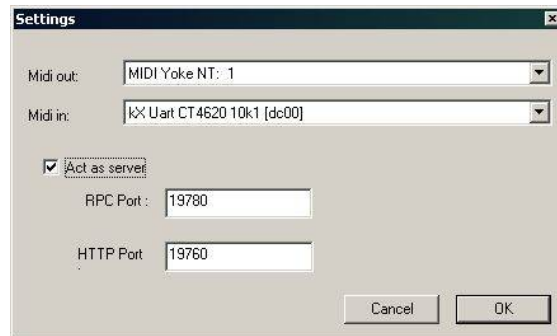 Settings
Midi out: MIDI Yoke NT: 1
Midi in: kX Uart CT4620 10k1 [dc00]
Act as server
RPC Port : 19780
HTTP Port 19760
:
Cancel OK